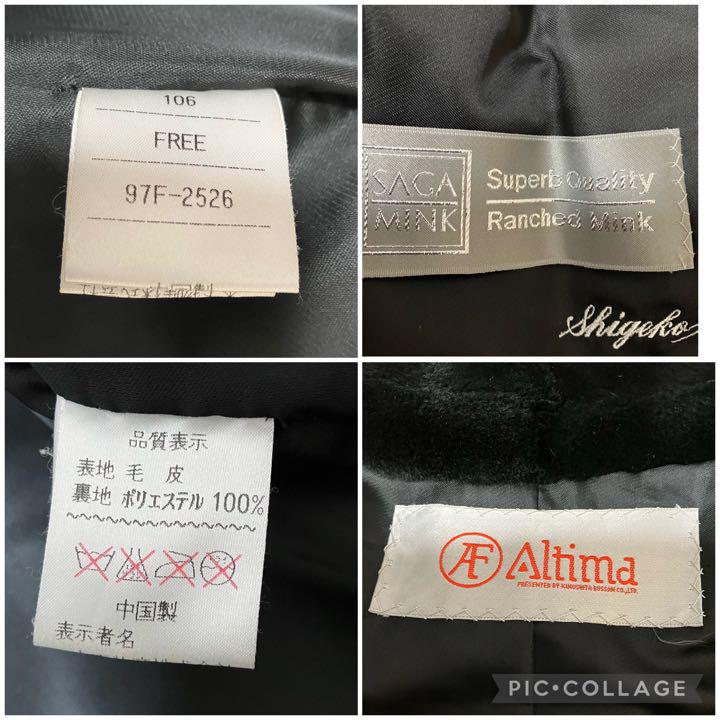 106
FREE
97F-2526
SAGA
MINK
Superb Quality
Ranched Mink
Shigeko
品質表示
表地 毛 皮
裏地 ポリエステル 100%
中国製
表示者名
AF Altima
PRESENTED BY KINOSHITA BUSSAN CO.,LTD.
PIC•COLLAGE